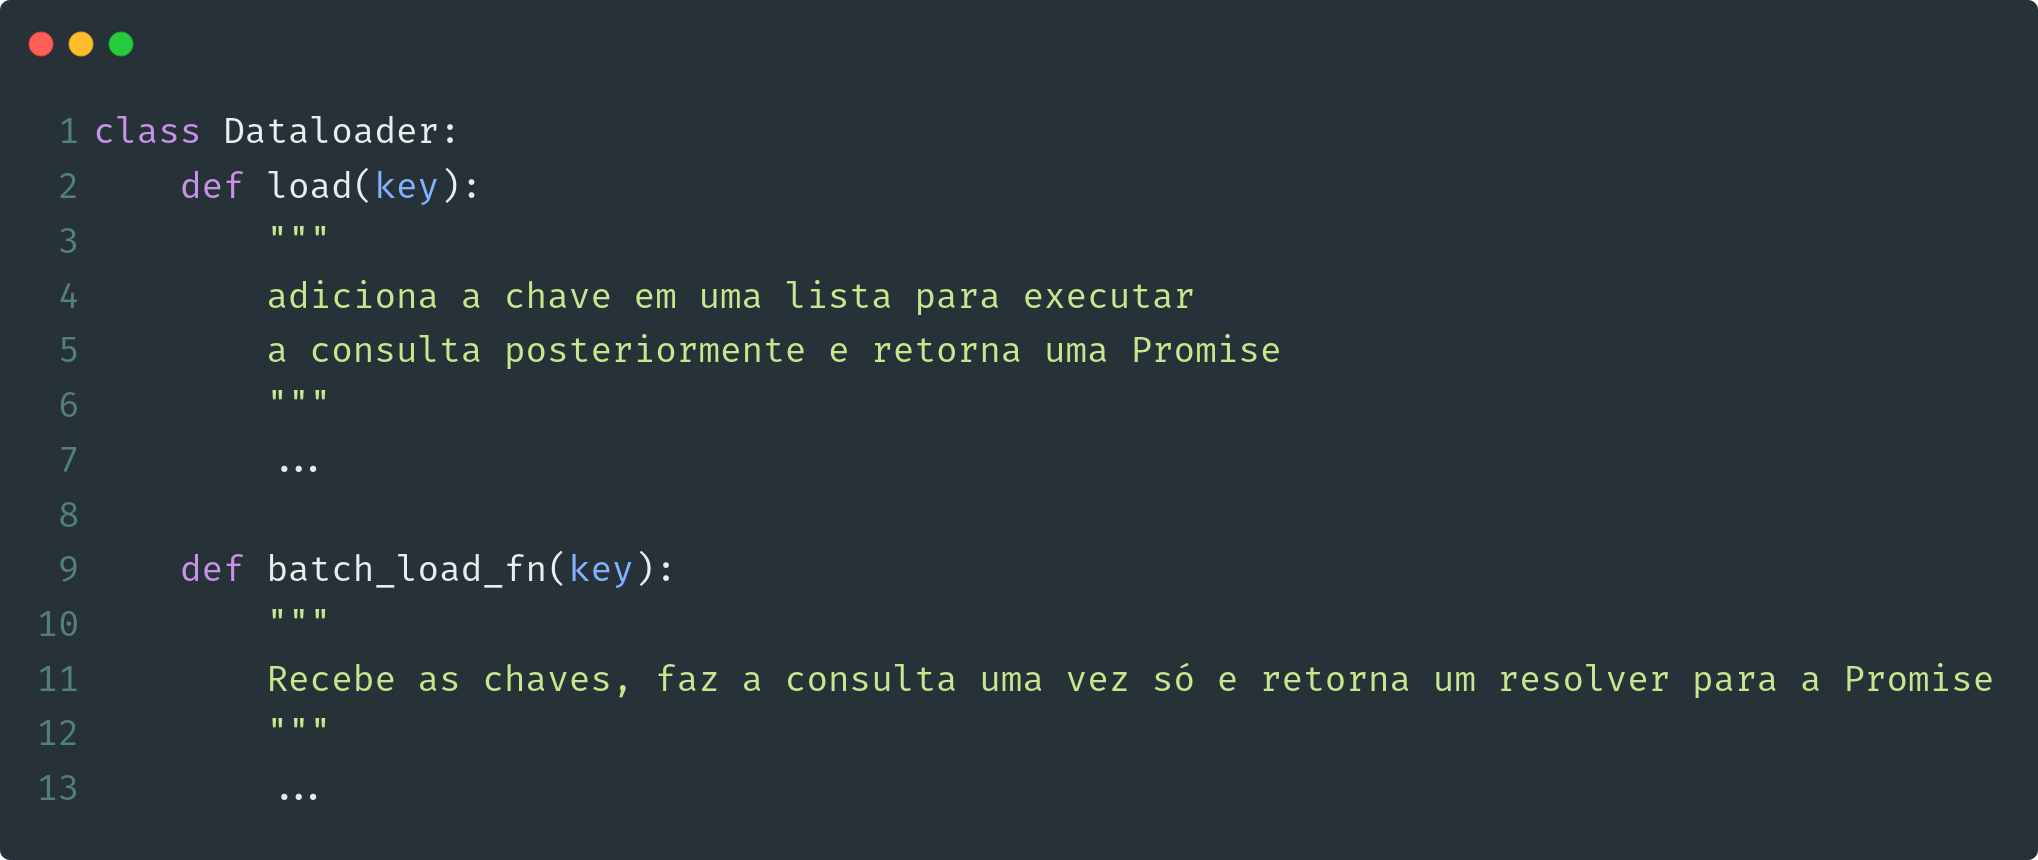 1 class Dataloader:
2     def load(key):
3         """
4         adiciona a chave em uma lista para executar
5         a consulta posteriormente e retorna uma Promise
6         """
7         ...
8
9     def batch_load_fn(key):
10         """
11         Recebe as chaves, faz a consulta uma vez só e retorna um resolver para a Promise
12         """
13         ...